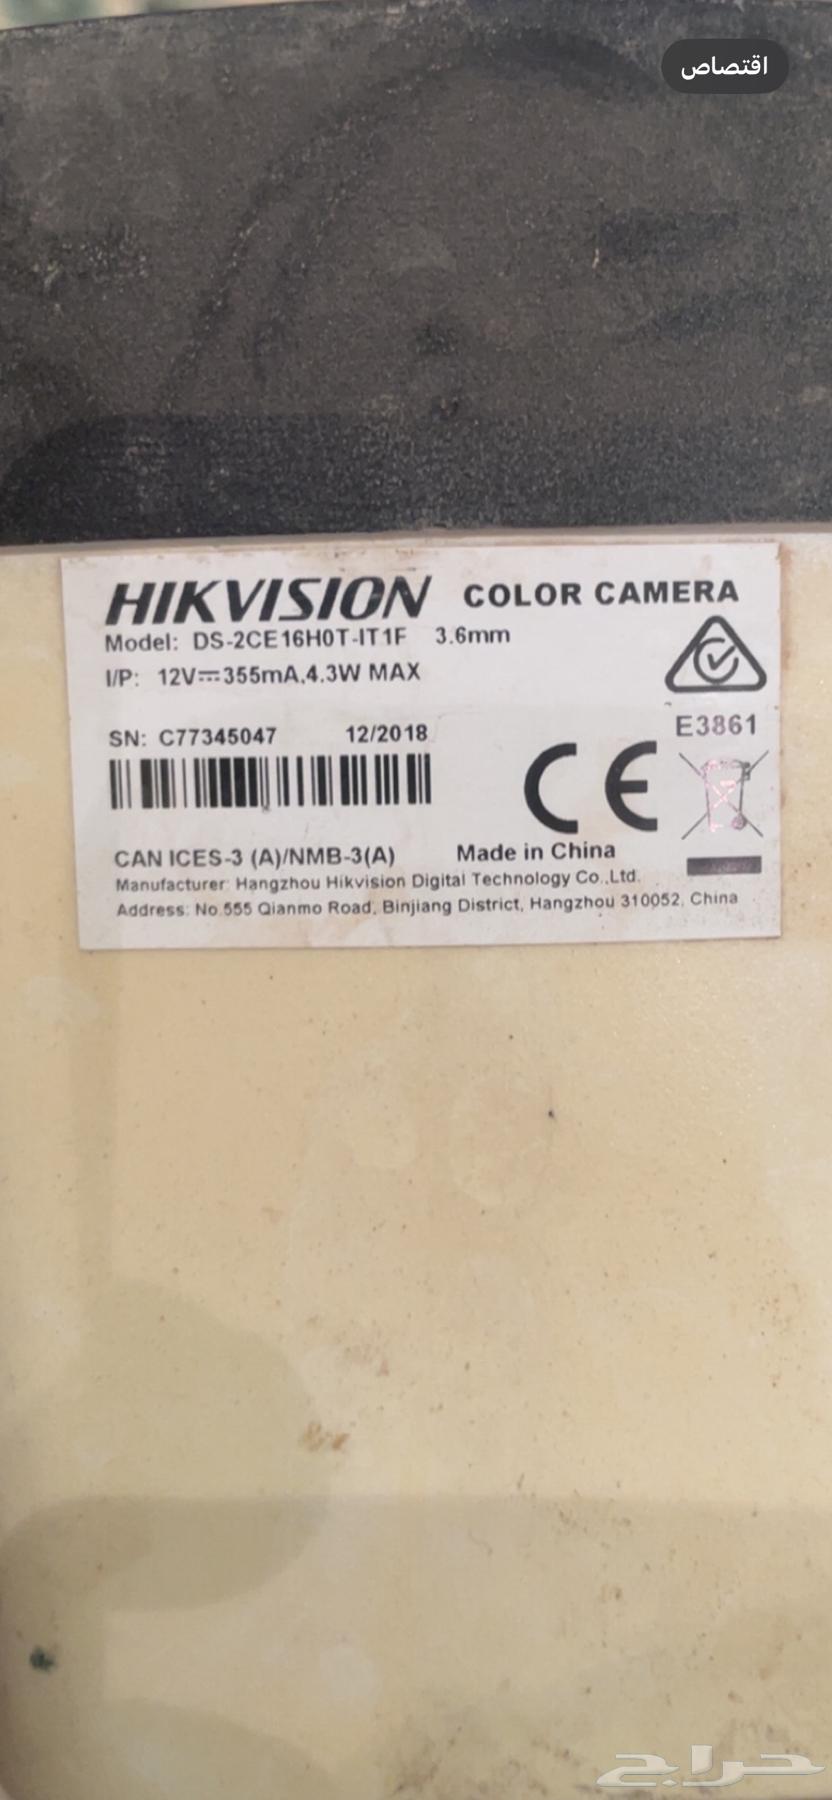 اقتصاص
HIKVISION COLOR CAMERA
Model: DS-2CE16H0T-IT1F 3.6mm
I/P: 12V⎓355mA,4.3W MAX
SN: C77345047 12/2018
E3861
CE
CAN ICES-3 (A)/NMB-3(A) Made in China
Manufacturer: Hangzhou Hikvision Digital Technology Co.,Ltd.
Address: No.555 Qianmo Road, Binjiang District, Hangzhou 310052, China
حراج